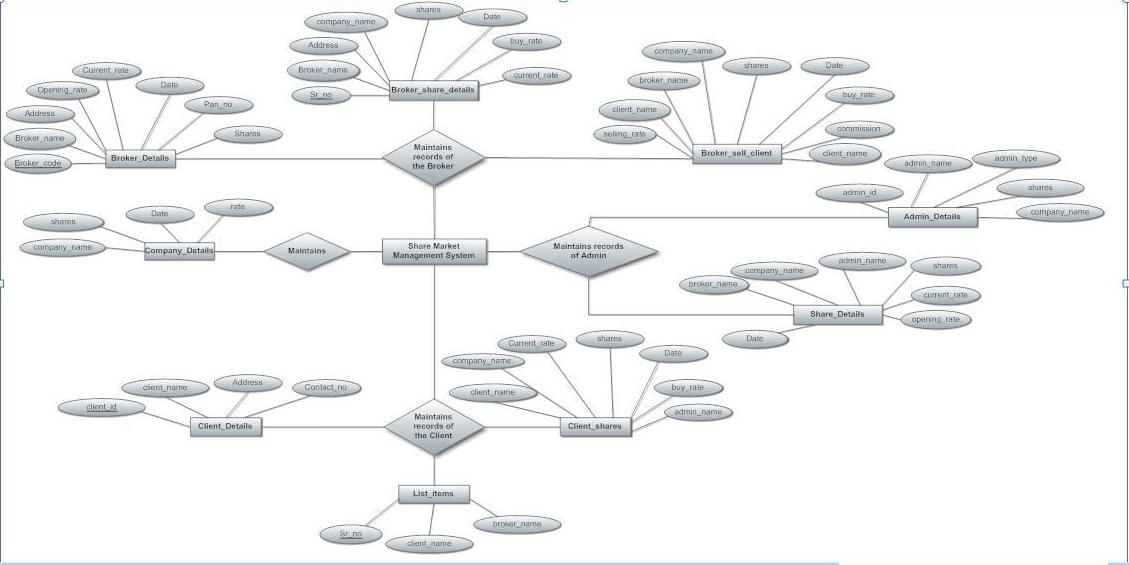 company_name
shares
Date
Address
buy_rate
Broker_name
current_rate
Sr_no
Broker_share_details
Current_rate
Opening_rate
Date
Address
Pan_no
Broker_name
Shares
Broker_code
Broker_Details
Maintains
records of
the Broker
company_name
shares
Date
broker_name
buy_rate
client_name
commission
selling_rate
client_name
Broker_sell_client
admin_name
admin_type
admin_id
shares
company_name
Admin_Details
shares
Date
rate
company_name
Company_Details
Maintains
Share Market
Management System
Maintains records
of Admin
broker_name
company_name
admin_name
shares
current_rate
opening_rate
Date
Share_Details
client_id
client_name
Address
Contact_no
Client_Details
Maintains
records of
the Client
company_name
Current_rate
shares
Date
client_name
buy_rate
admin_name
Client_shares
List_items
Sr_no
client_name
broker_name